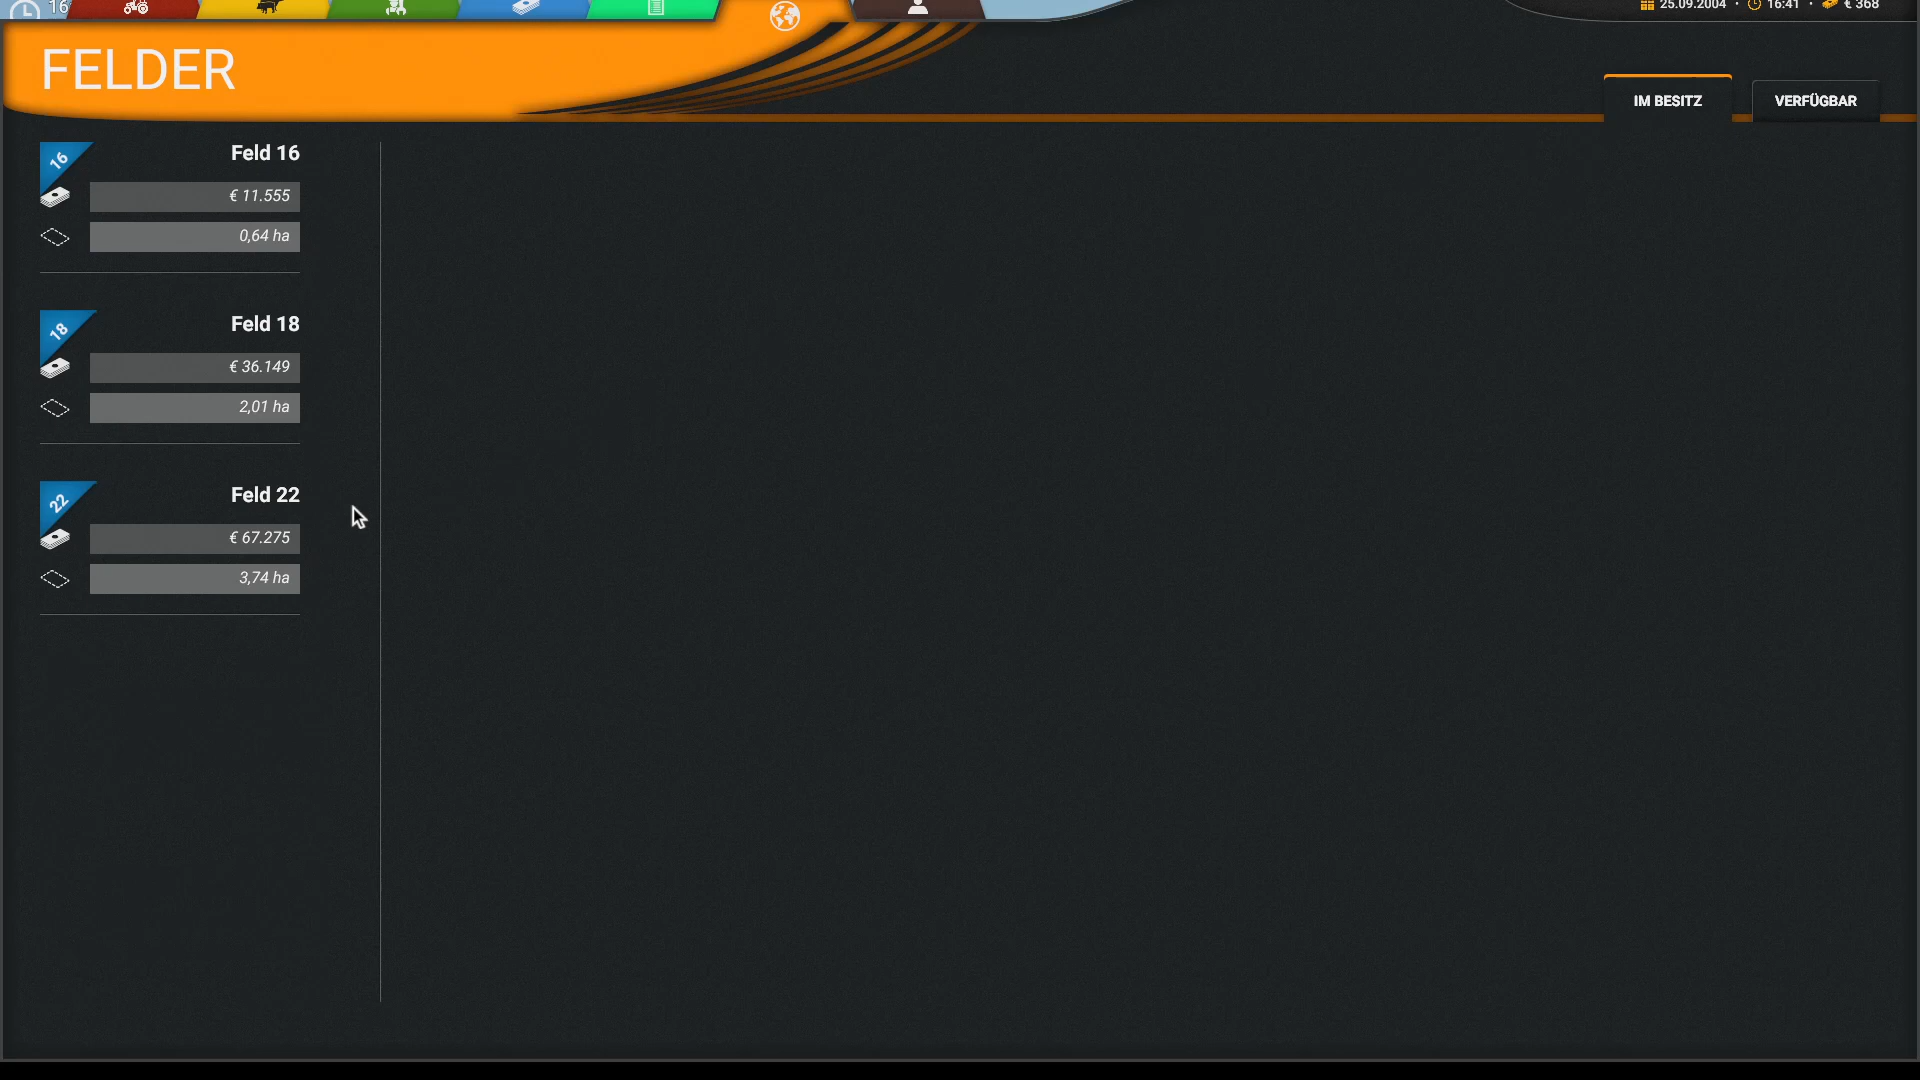 16
25.09.2004 · 16:41 · € 368
FELDER
IM BESITZ
VERFÜGBAR
16
Feld 16
€ 11.555
0,64 ha
18
Feld 18
€ 36.149
2,01 ha
22
Feld 22
€ 67.275
3,74 ha